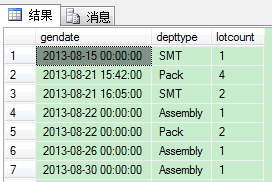 结果 消息
gendate depttype lotcount
1 2013-08-15 00:00:00 SMT 1
2 2013-08-21 15:42:00 Pack 4
3 2013-08-21 16:05:00 SMT 2
4 2013-08-22 00:00:00 Assembly 1
5 2013-08-22 00:00:00 Pack 2
6 2013-08-26 00:00:00 Assembly 1
7 2013-08-30 00:00:00 Assembly 1